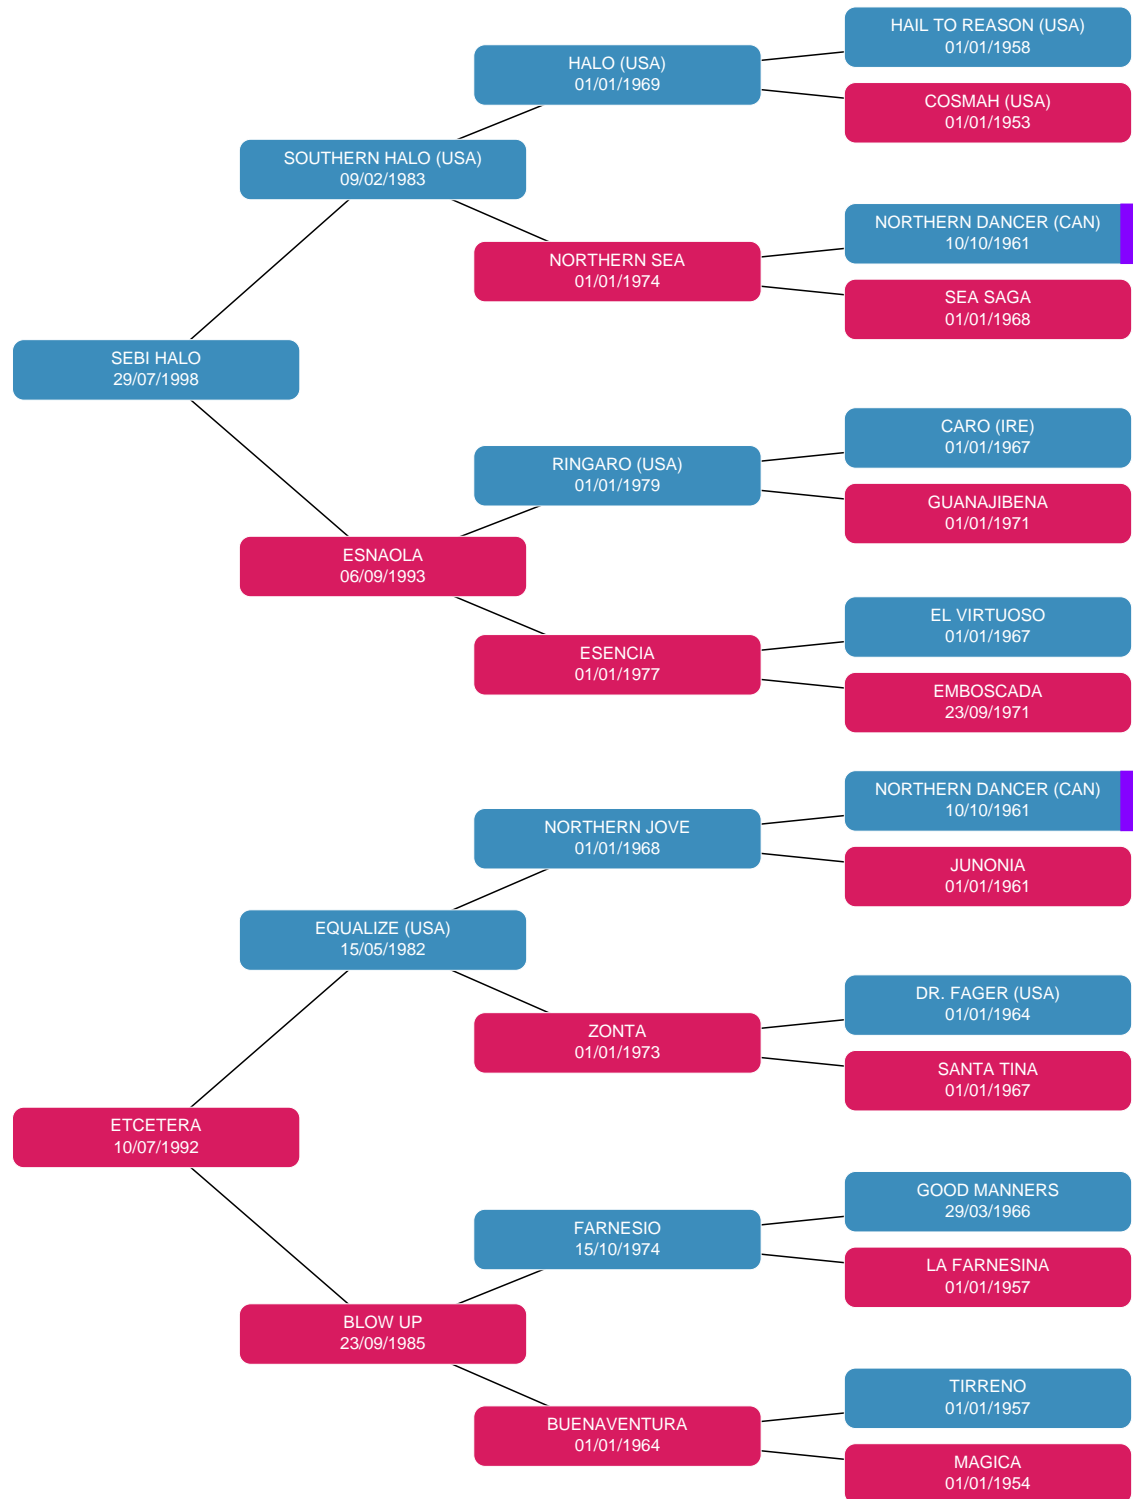 HAIL TO REASON (USA)
01/01/1958
HALO (USA)
01/01/1969
COSMAH (USA)
01/01/1953
SOUTHERN HALO (USA)
09/02/1983
NORTHERN DANCER (CAN)
10/10/1961
NORTHERN SEA
01/01/1974
SEA SAGA
01/01/1968
SEBI HALO
29/07/1998
CARO (IRE)
01/01/1967
RINGARO (USA)
01/01/1979
GUANAJIBENA
01/01/1971
ESNAOLA
06/09/1993
EL VIRTUOSO
01/01/1967
ESENCIA
01/01/1977
EMBOSCADA
23/09/1971
NORTHERN DANCER (CAN)
10/10/1961
NORTHERN JOVE
01/01/1968
JUNONIA
01/01/1961
EQUALIZE (USA)
15/05/1982
DR. FAGER (USA)
01/01/1964
ZONTA
01/01/1973
SANTA TINA
01/01/1967
ETCETERA
10/07/1992
GOOD MANNERS
29/03/1966
FARNESIO
15/10/1974
LA FARNESINA
01/01/1957
BLOW UP
23/09/1985
TIRRENO
01/01/1957
BUENAVENTURA
01/01/1964
MAGICA
01/01/1954